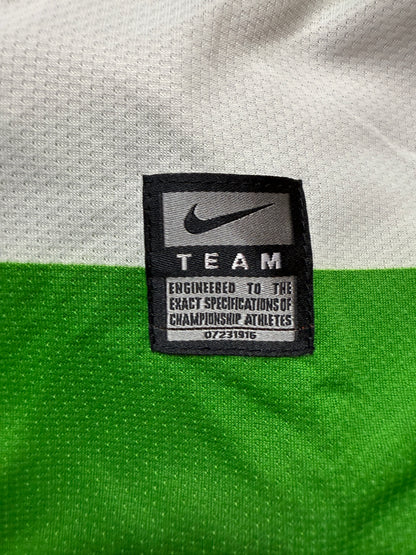 TEAM
ENGINEERED TO THE
EXACT SPECIFICATIONS OF
CHAMPIONSHIP ATHLETES
07231916